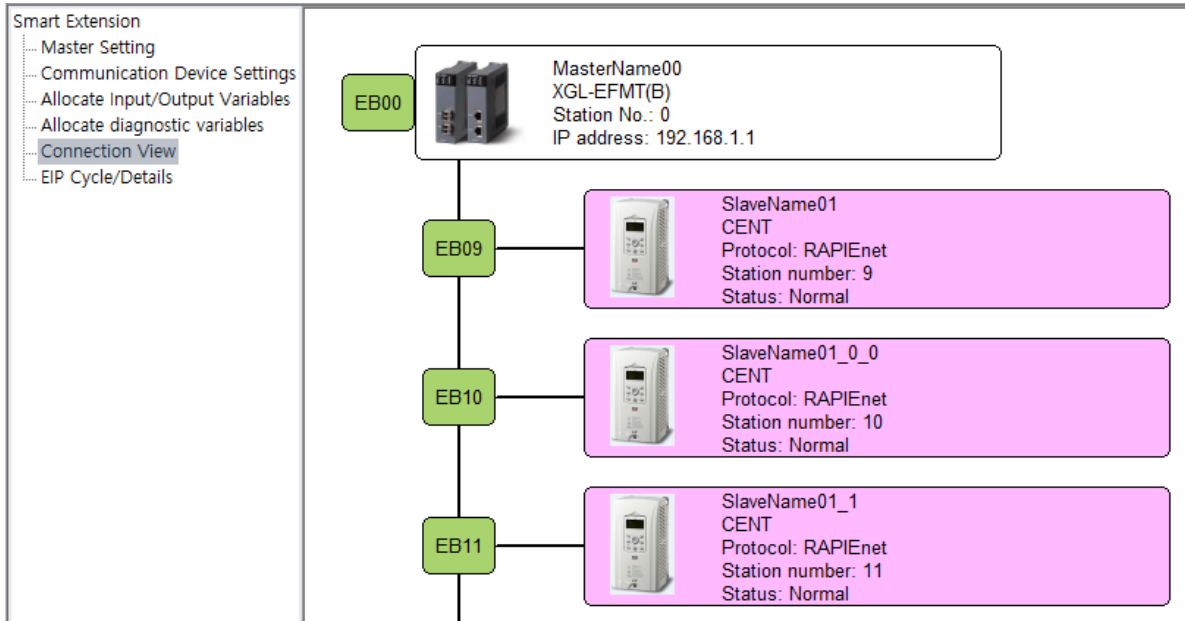 Smart Extension
Master Setting
Communication Device Settings
Allocate Input/Output Variables
Allocate diagnostic variables
Connection View
EIP Cycle/Details
EB00
MasterName00
XGL-EFMT(B)
Station No.: 0
IP address: 192.168.1.1
EB09
SlaveName01
CENT
Protocol: RAPIEnet
Station number: 9
Status: Normal
EB10
SlaveName01_0_0
CENT
Protocol: RAPIEnet
Station number: 10
Status: Normal
EB11
SlaveName01_1
CENT
Protocol: RAPIEnet
Station number: 11
Status: Normal